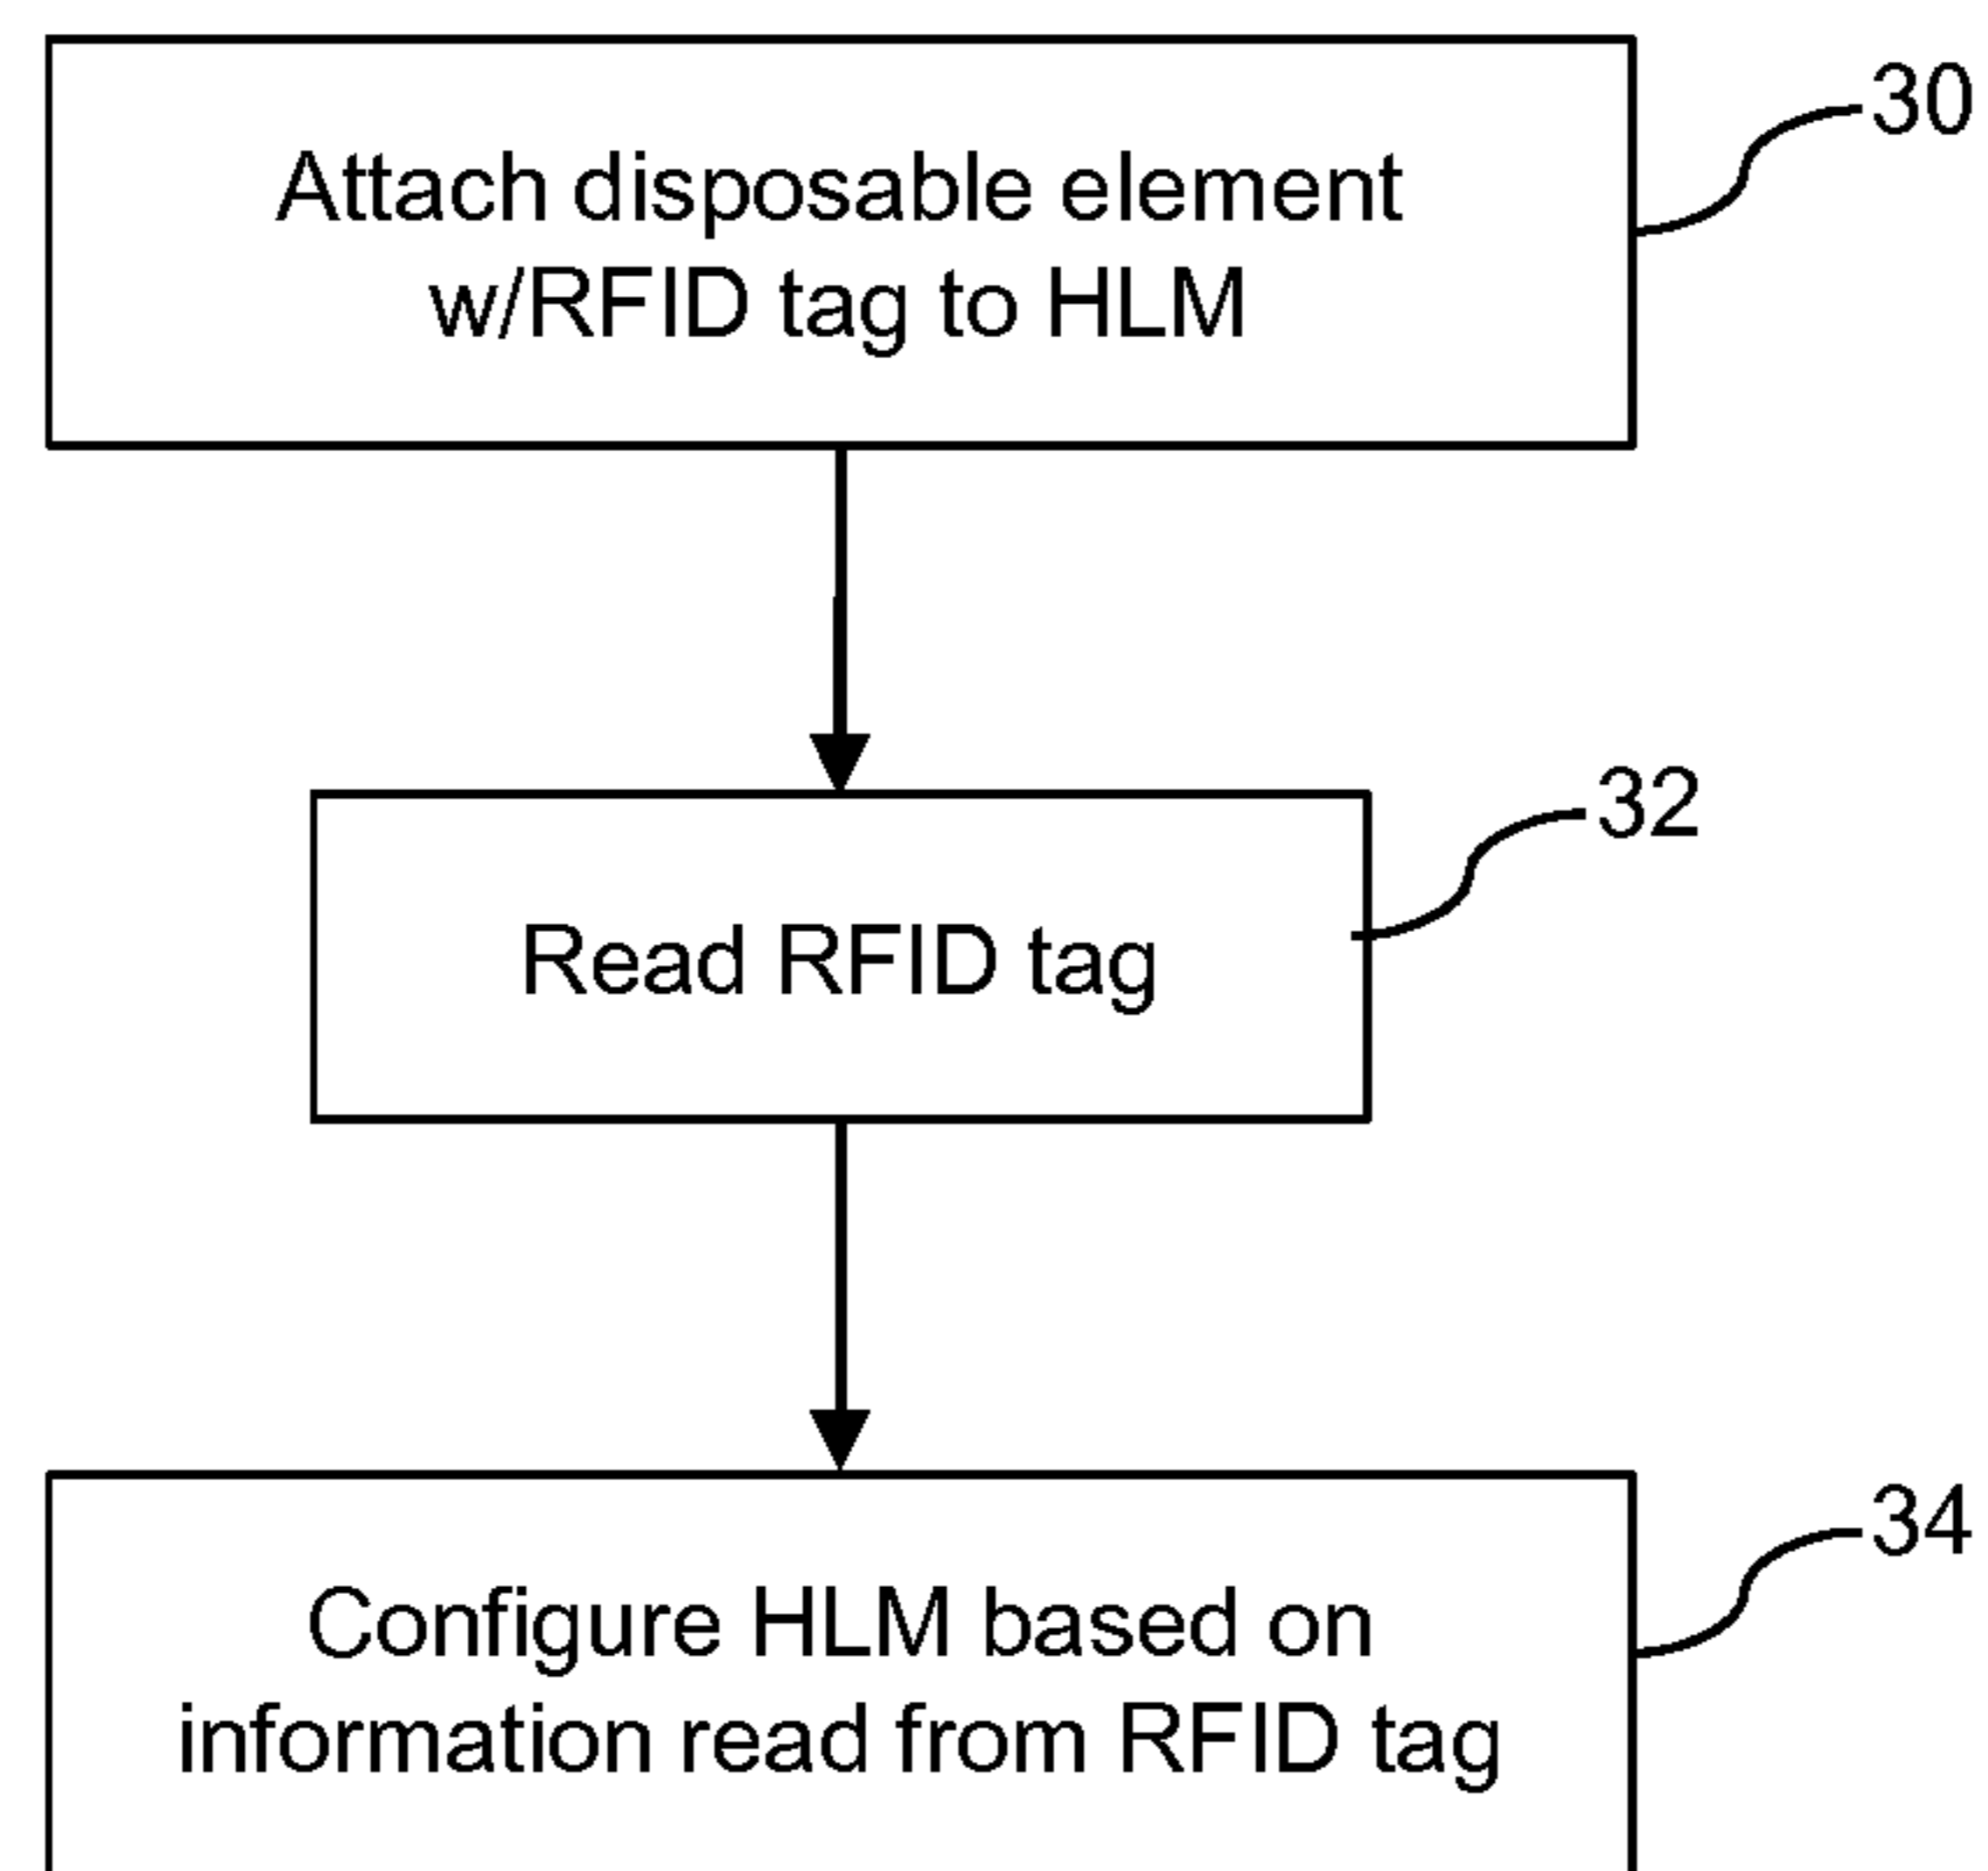 30
Attach disposable element
w/RFID tag to HLM
32
Read RFID tag
34
Configure HLM based on
information read from RFID tag